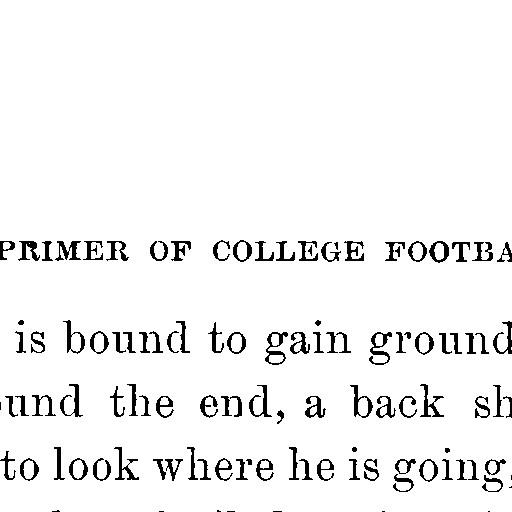 PRIMER OF COLLEGE FOOTBA
is bound to gain ground
ound the end, a back sh
to look where he is going,